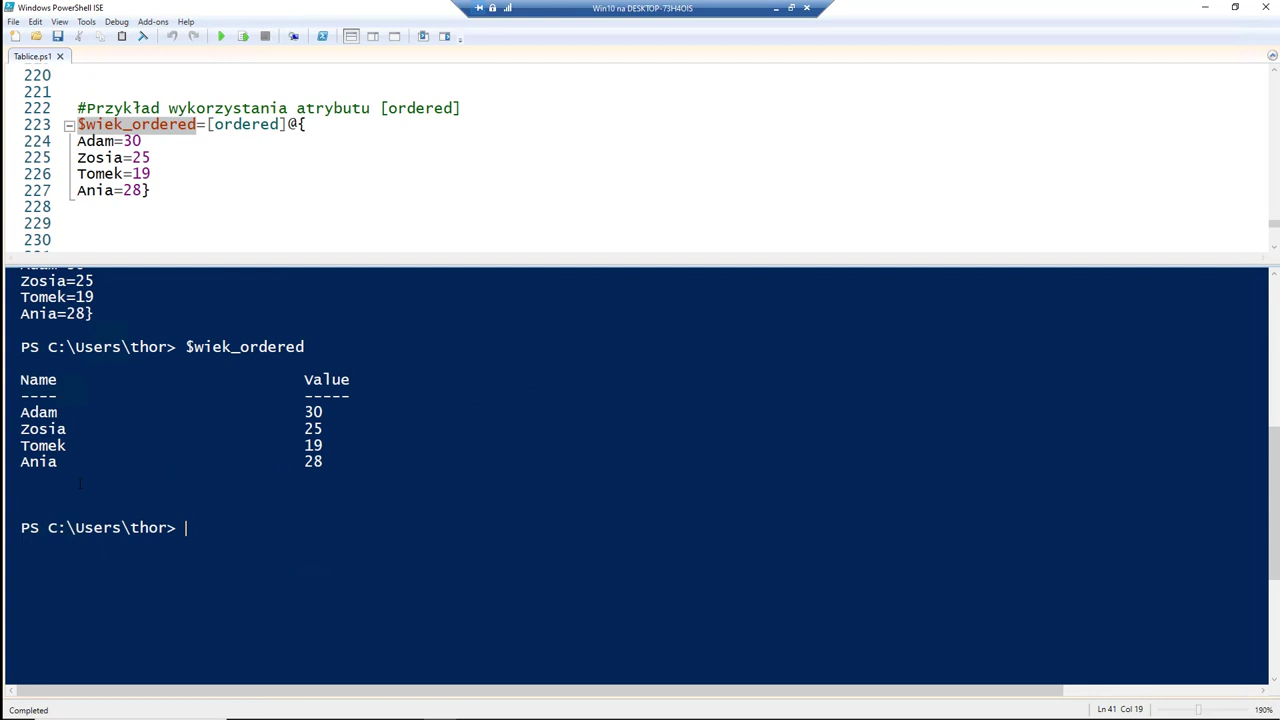 Windows PowerShell ISE
Win10 na DESKTOP-73H4OIS
File Edit View Tools Debug Add-ons Help
Tablice.ps1
220
221
222 #Przykład wykorzystania atrybutu [ordered]
223 $wiek_ordered=[ordered]@{
224 Adam=30
225 Zosia=25
226 Tomek=19
227 Ania=28}
228
229
230
Zosia=25
Tomek=19
Ania=28}
PS C:\Users\thor> $wiek_ordered
Name Value
---- -----
Adam 30
Zosia 25
Tomek 19
Ania 28
PS C:\Users\thor>
Completed
Ln 41 Col 19
190%